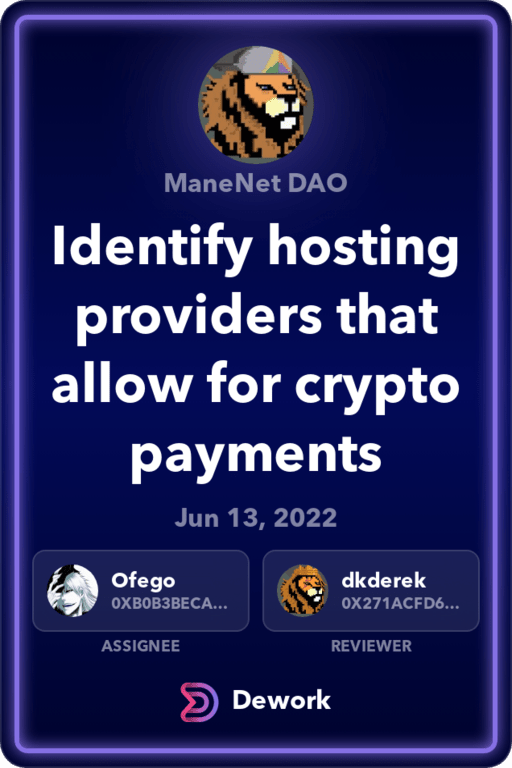 ManeNet DAO
Identify hosting
providers that
allow for crypto
payments
Jun 13, 2022
Ofego
0XB0B3BECA...
dkderek
0X271ACFD6...
ASSIGNEE
REVIEWER
Dework